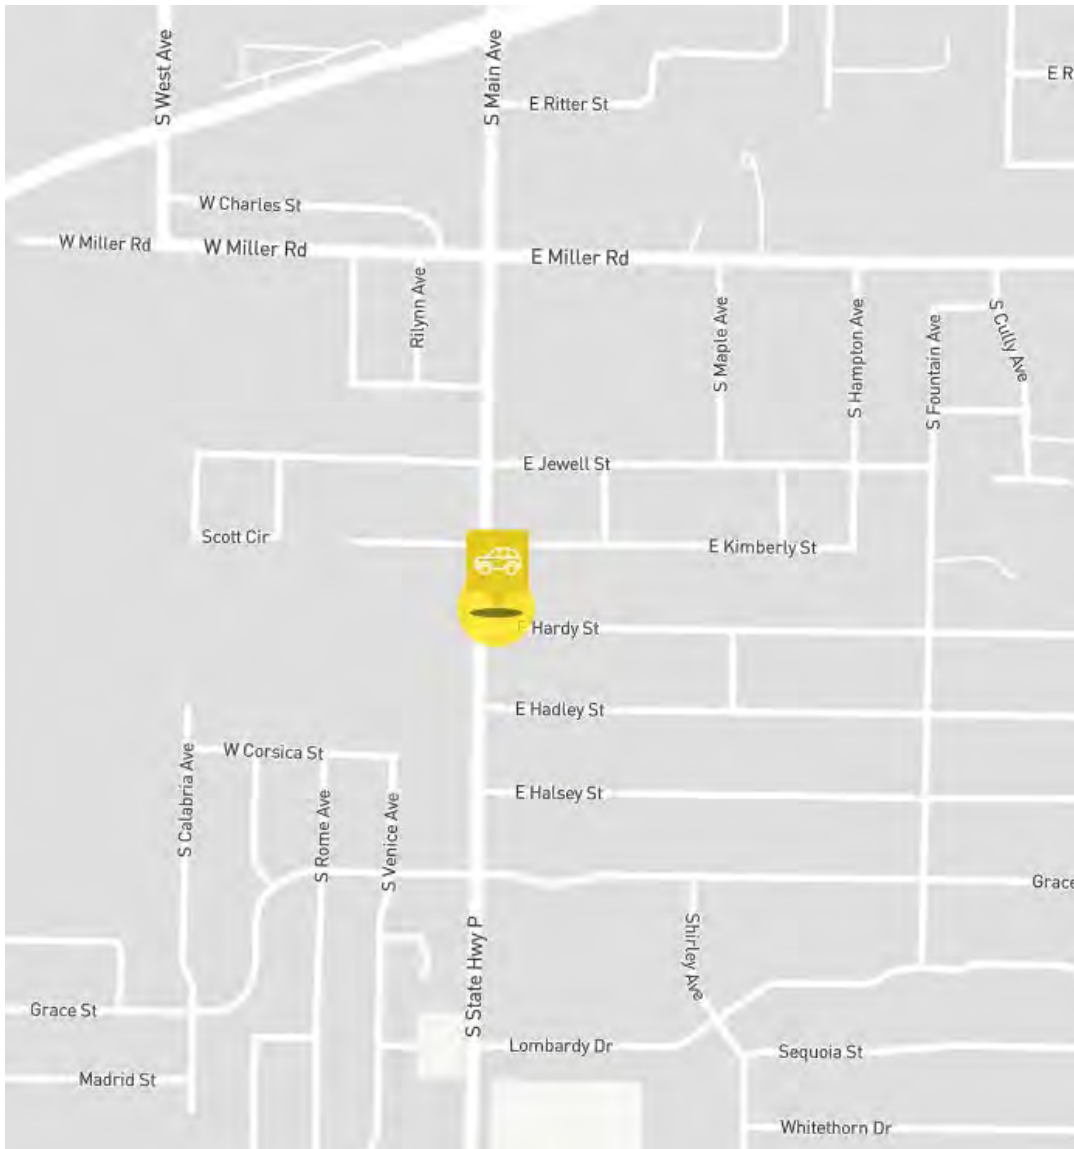 S West Ave
S Main Ave
E R
E Ritter St
W Charles St
W Miller Rd
W Miller Rd
E Miller Rd
Rilynn Ave
S Maple Ave
S Hampton Ave
S Fountain Ave
S Cully Ave
E Jewell St
Scott Cir
E Kimberly St
E Hardy St
E Hadley St
W Corsica St
S Calabria Ave
E Halsey St
S Rome Ave
S Venice Ave
Grace
S State Hwy P
Shirley Ave
Grace St
Lombardy Dr
Sequoia St
Madrid St
Whitethorn Dr